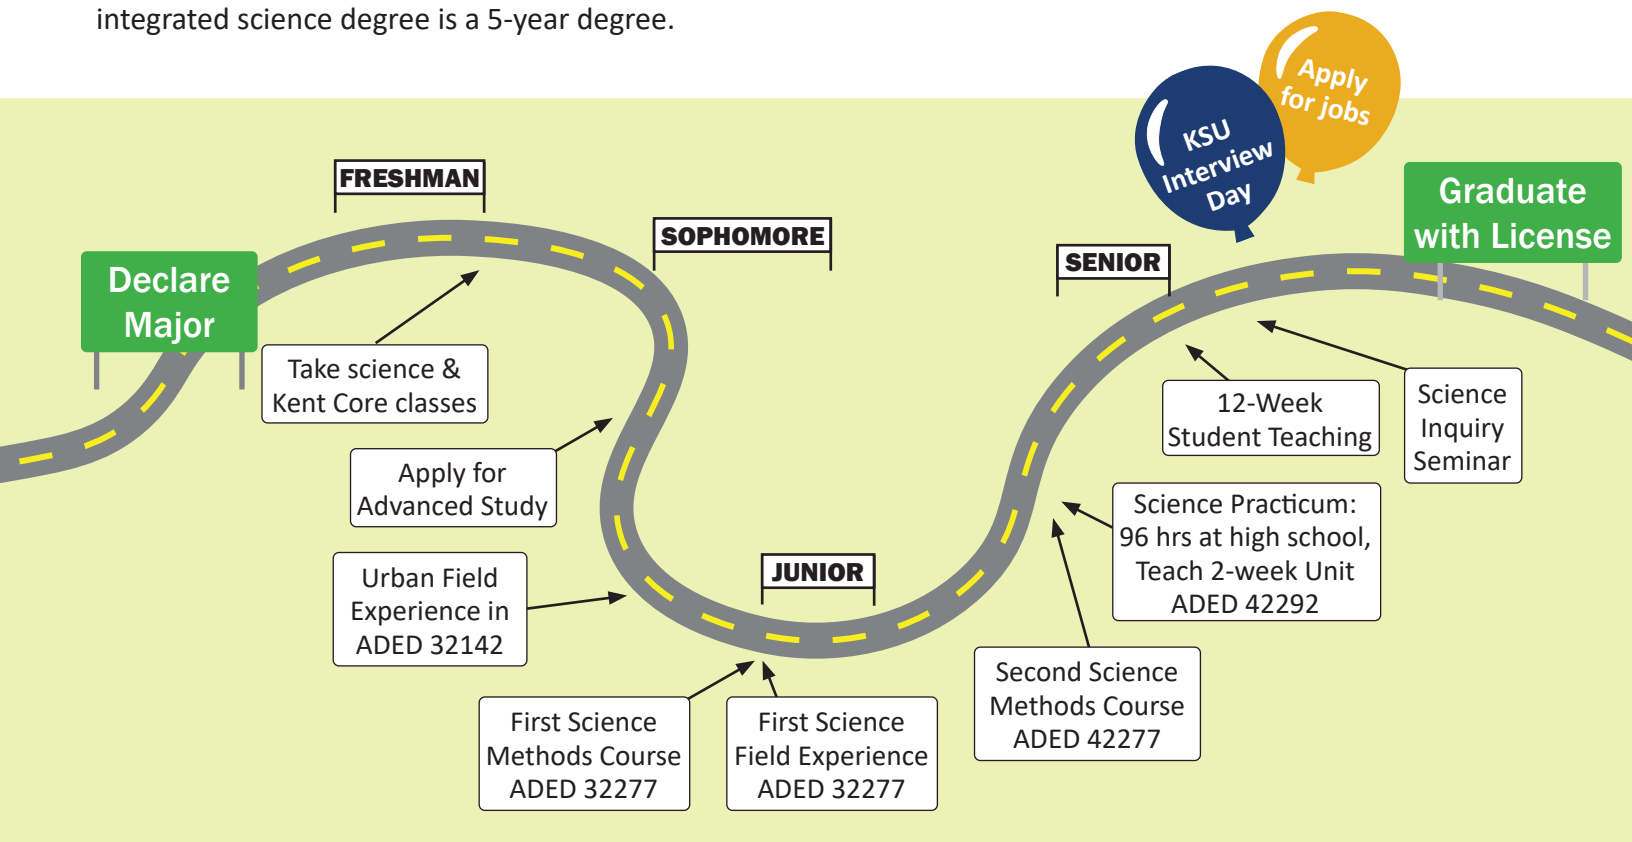 integrated science degree is a 5-year degree.
Apply
for jobs
KSU
Interview
Day
FRESHMAN
SOPHOMORE
SENIOR
Graduate
with License
Declare
Major
Take science &
Kent Core classes
Apply for
Advanced Study
Urban Field
Experience in
ADED 32142
JUNIOR
First Science
Methods Course
ADED 32277
First Science
Field Experience
ADED 32277
Second Science
Methods Course
ADED 42277
Science Practicum:
96 hrs at high school,
Teach 2-week Unit
ADED 42292
12-Week
Student Teaching
Science
Inquiry
Seminar